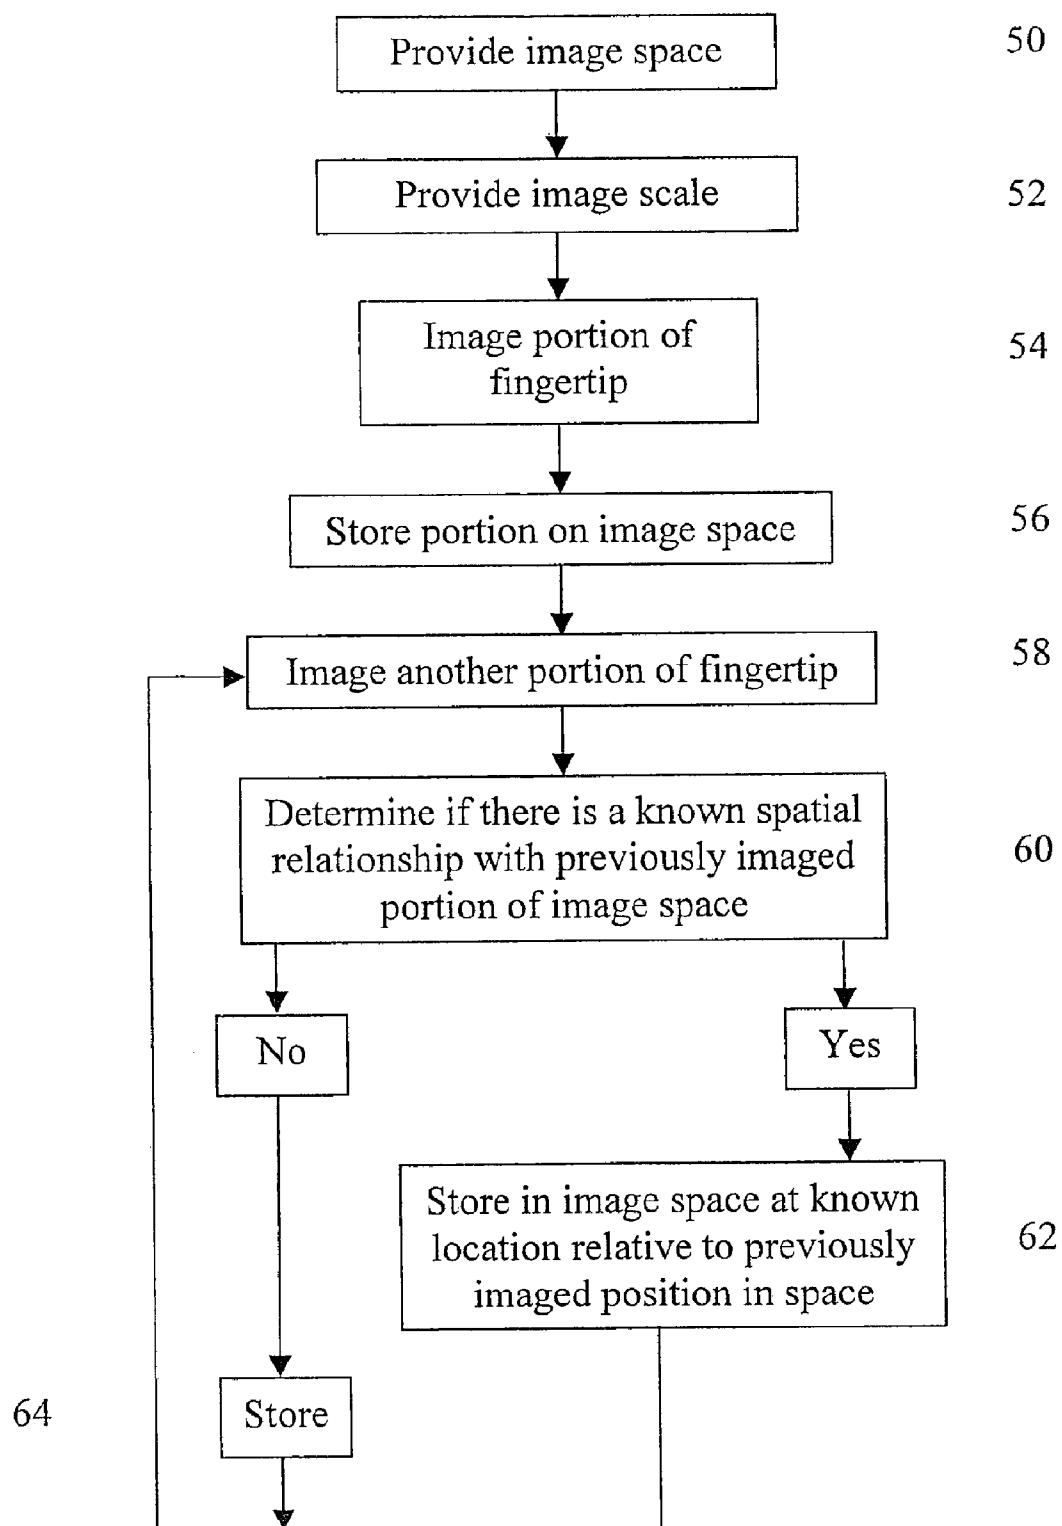 Provide image space
50
Provide image scale
52
Image portion of
fingertip
54
Store portion on image space
56
Image another portion of fingertip
58
Determine if there is a known spatial
relationship with previously imaged
portion of image space
60
No
Yes
Store in image space at known
location relative to previously
imaged position in space
62
64
Store